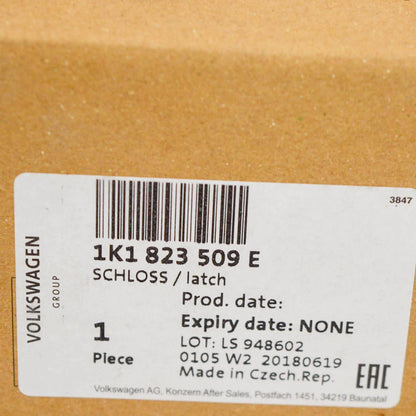 3847
1K1 823 509 E
SCHLOSS / latch
Prod. date:
Expiry date: NONE
LOT: LS 948602
0105 W2 20180619
Made in Czech.Rep.
1
Piece
VOLKSWAGEN
GROUP
EAC
Volkswagen AG, Konzern After Sales, Postfach 1451, 34219 Baunatal